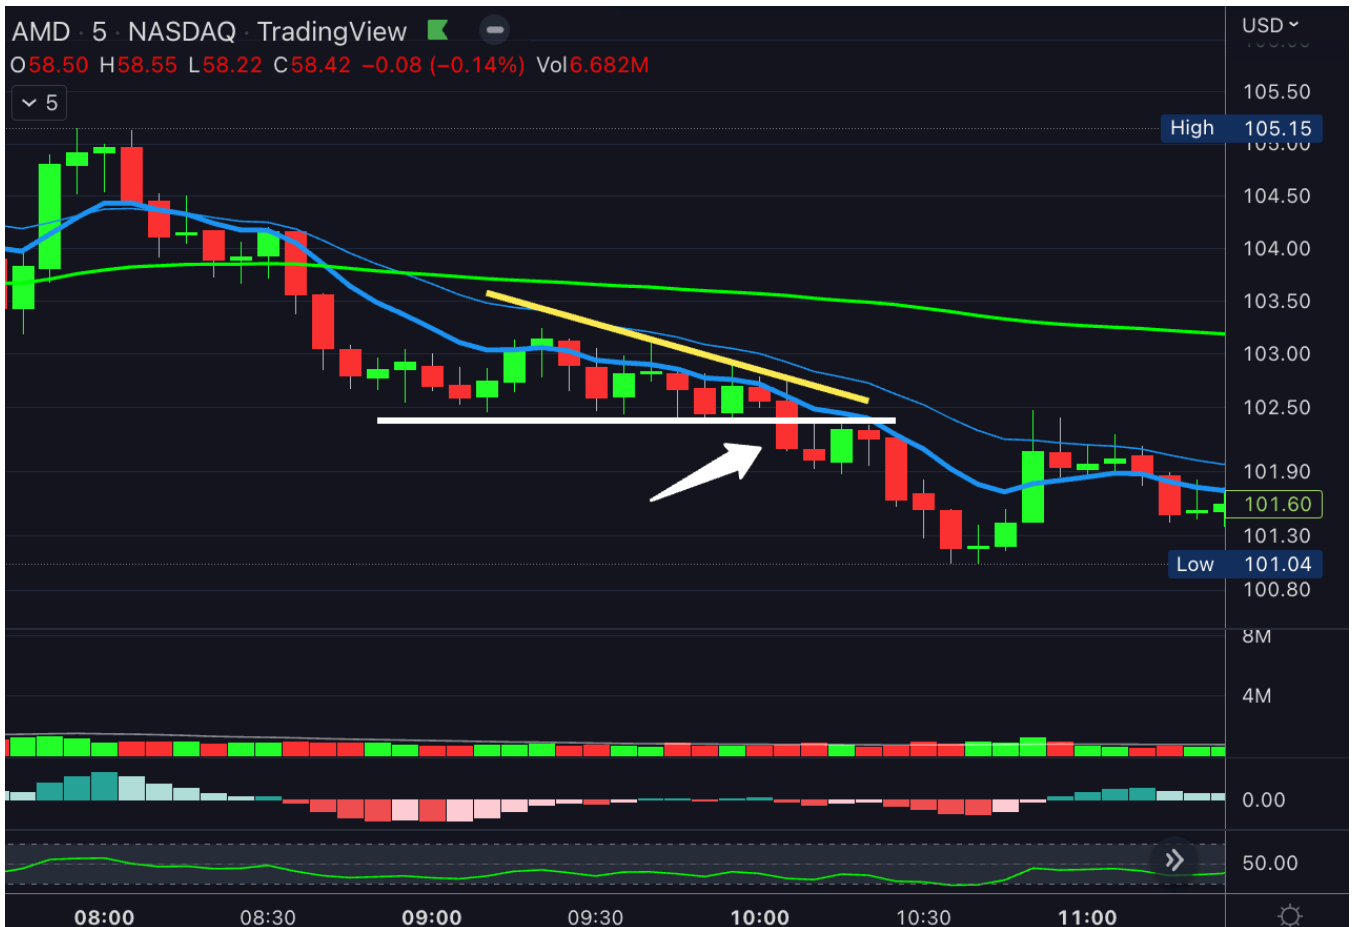 AMD · 5 · NASDAQ · TradingView
O58.50 H58.55 L58.22 C58.42 −0.08 (−0.14%) Vol6.682M
5
USD
105.50
High 105.15
105.00
104.50
104.00
103.50
103.00
102.50
101.90
101.60
101.30
Low 101.04
100.80
8M
4M
0.00
50.00
08:00 08:30 09:00 09:30 10:00 10:30 11:00